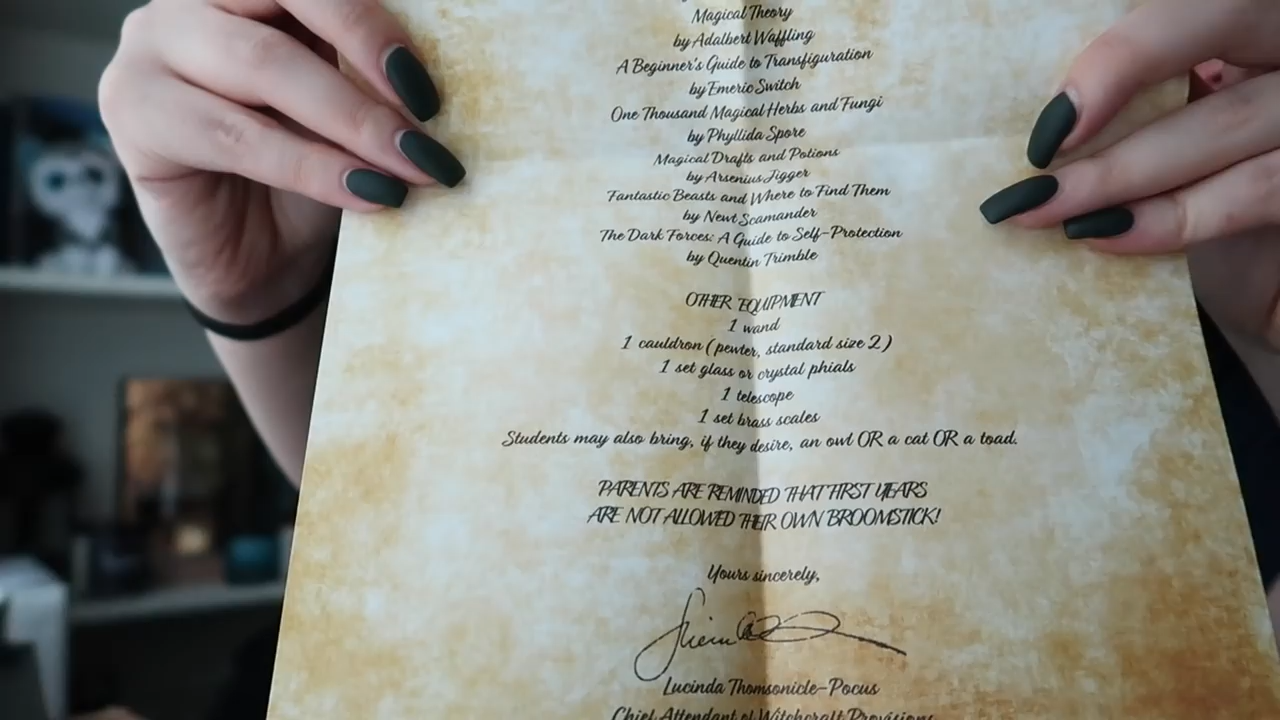 Magical Theory
by Adalbert Waffling
A Beginner's Guide to Transfiguration
by Emeric Switch
One Thousand Magical Herbs and Fungi
by Phyllida Spore
Magical Drafts and Potions
by Arsenius Jigger
Fantastic Beasts and Where to Find Them
by Newt Scamander
The Dark Forces: A Guide to Self-Protection
by Quentin Trimble
OTHER EQUIPMENT
1 wand
1 cauldron (pewter, standard size 2)
1 set glass or crystal phials
1 telescope
1 set brass scales
Students may also bring, if they desire, an owl OR a cat OR a toad.
PARENTS ARE REMINDED THAT FIRST YEARS
ARE NOT ALLOWED THEIR OWN BROOMSTICK!
Yours sincerely,
Lucinda Thomsonicle-Pocus
Chief Attendant of Witchcraft Provisions